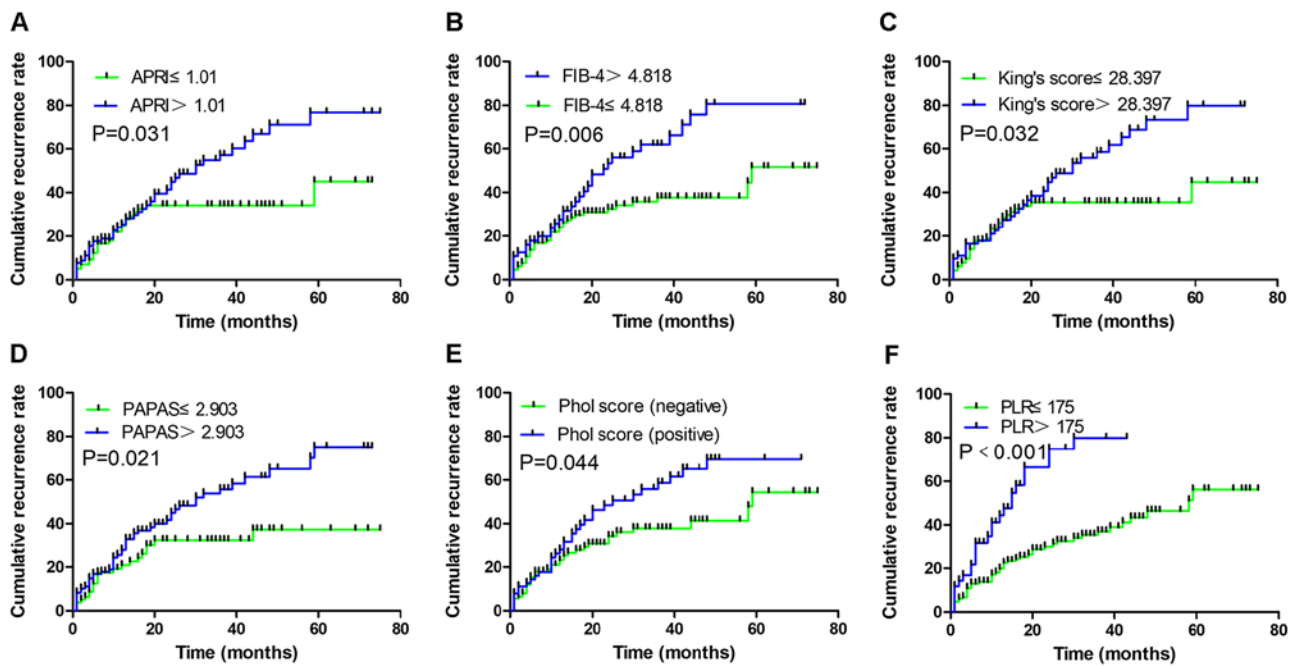 A
Cumulative recurrence rate
100
80
60
40
20
0
APRI≤ 1.01
APRI> 1.01
P=0.031
0 20 40 60 80
Time (months)
B
Cumulative recurrence rate
100
80
60
40
20
0
FIB-4> 4.818
FIB-4≤ 4.818
P=0.006
0 20 40 60 80
Time (months)
C
Cumulative recurrence rate
100
80
60
40
20
0
King's score≤ 28.397
King's score> 28.397
P=0.032
0 20 40 60 80
Time (months)
D
Cumulative recurrence rate
100
80
60
40
20
0
PAPAS≤ 2.903
PAPAS> 2.903
P=0.021
0 20 40 60 80
Time (months)
E
Cumulative recurrence rate
100
80
60
40
20
0
Phol score (negative)
Phol score (positive)
P=0.044
0 20 40 60 80
Time (months)
F
Cumulative recurrence rate
100
80
60
40
20
0
PLR≤ 175
PLR> 175
P<0.001
0 20 40 60 80
Time (months)